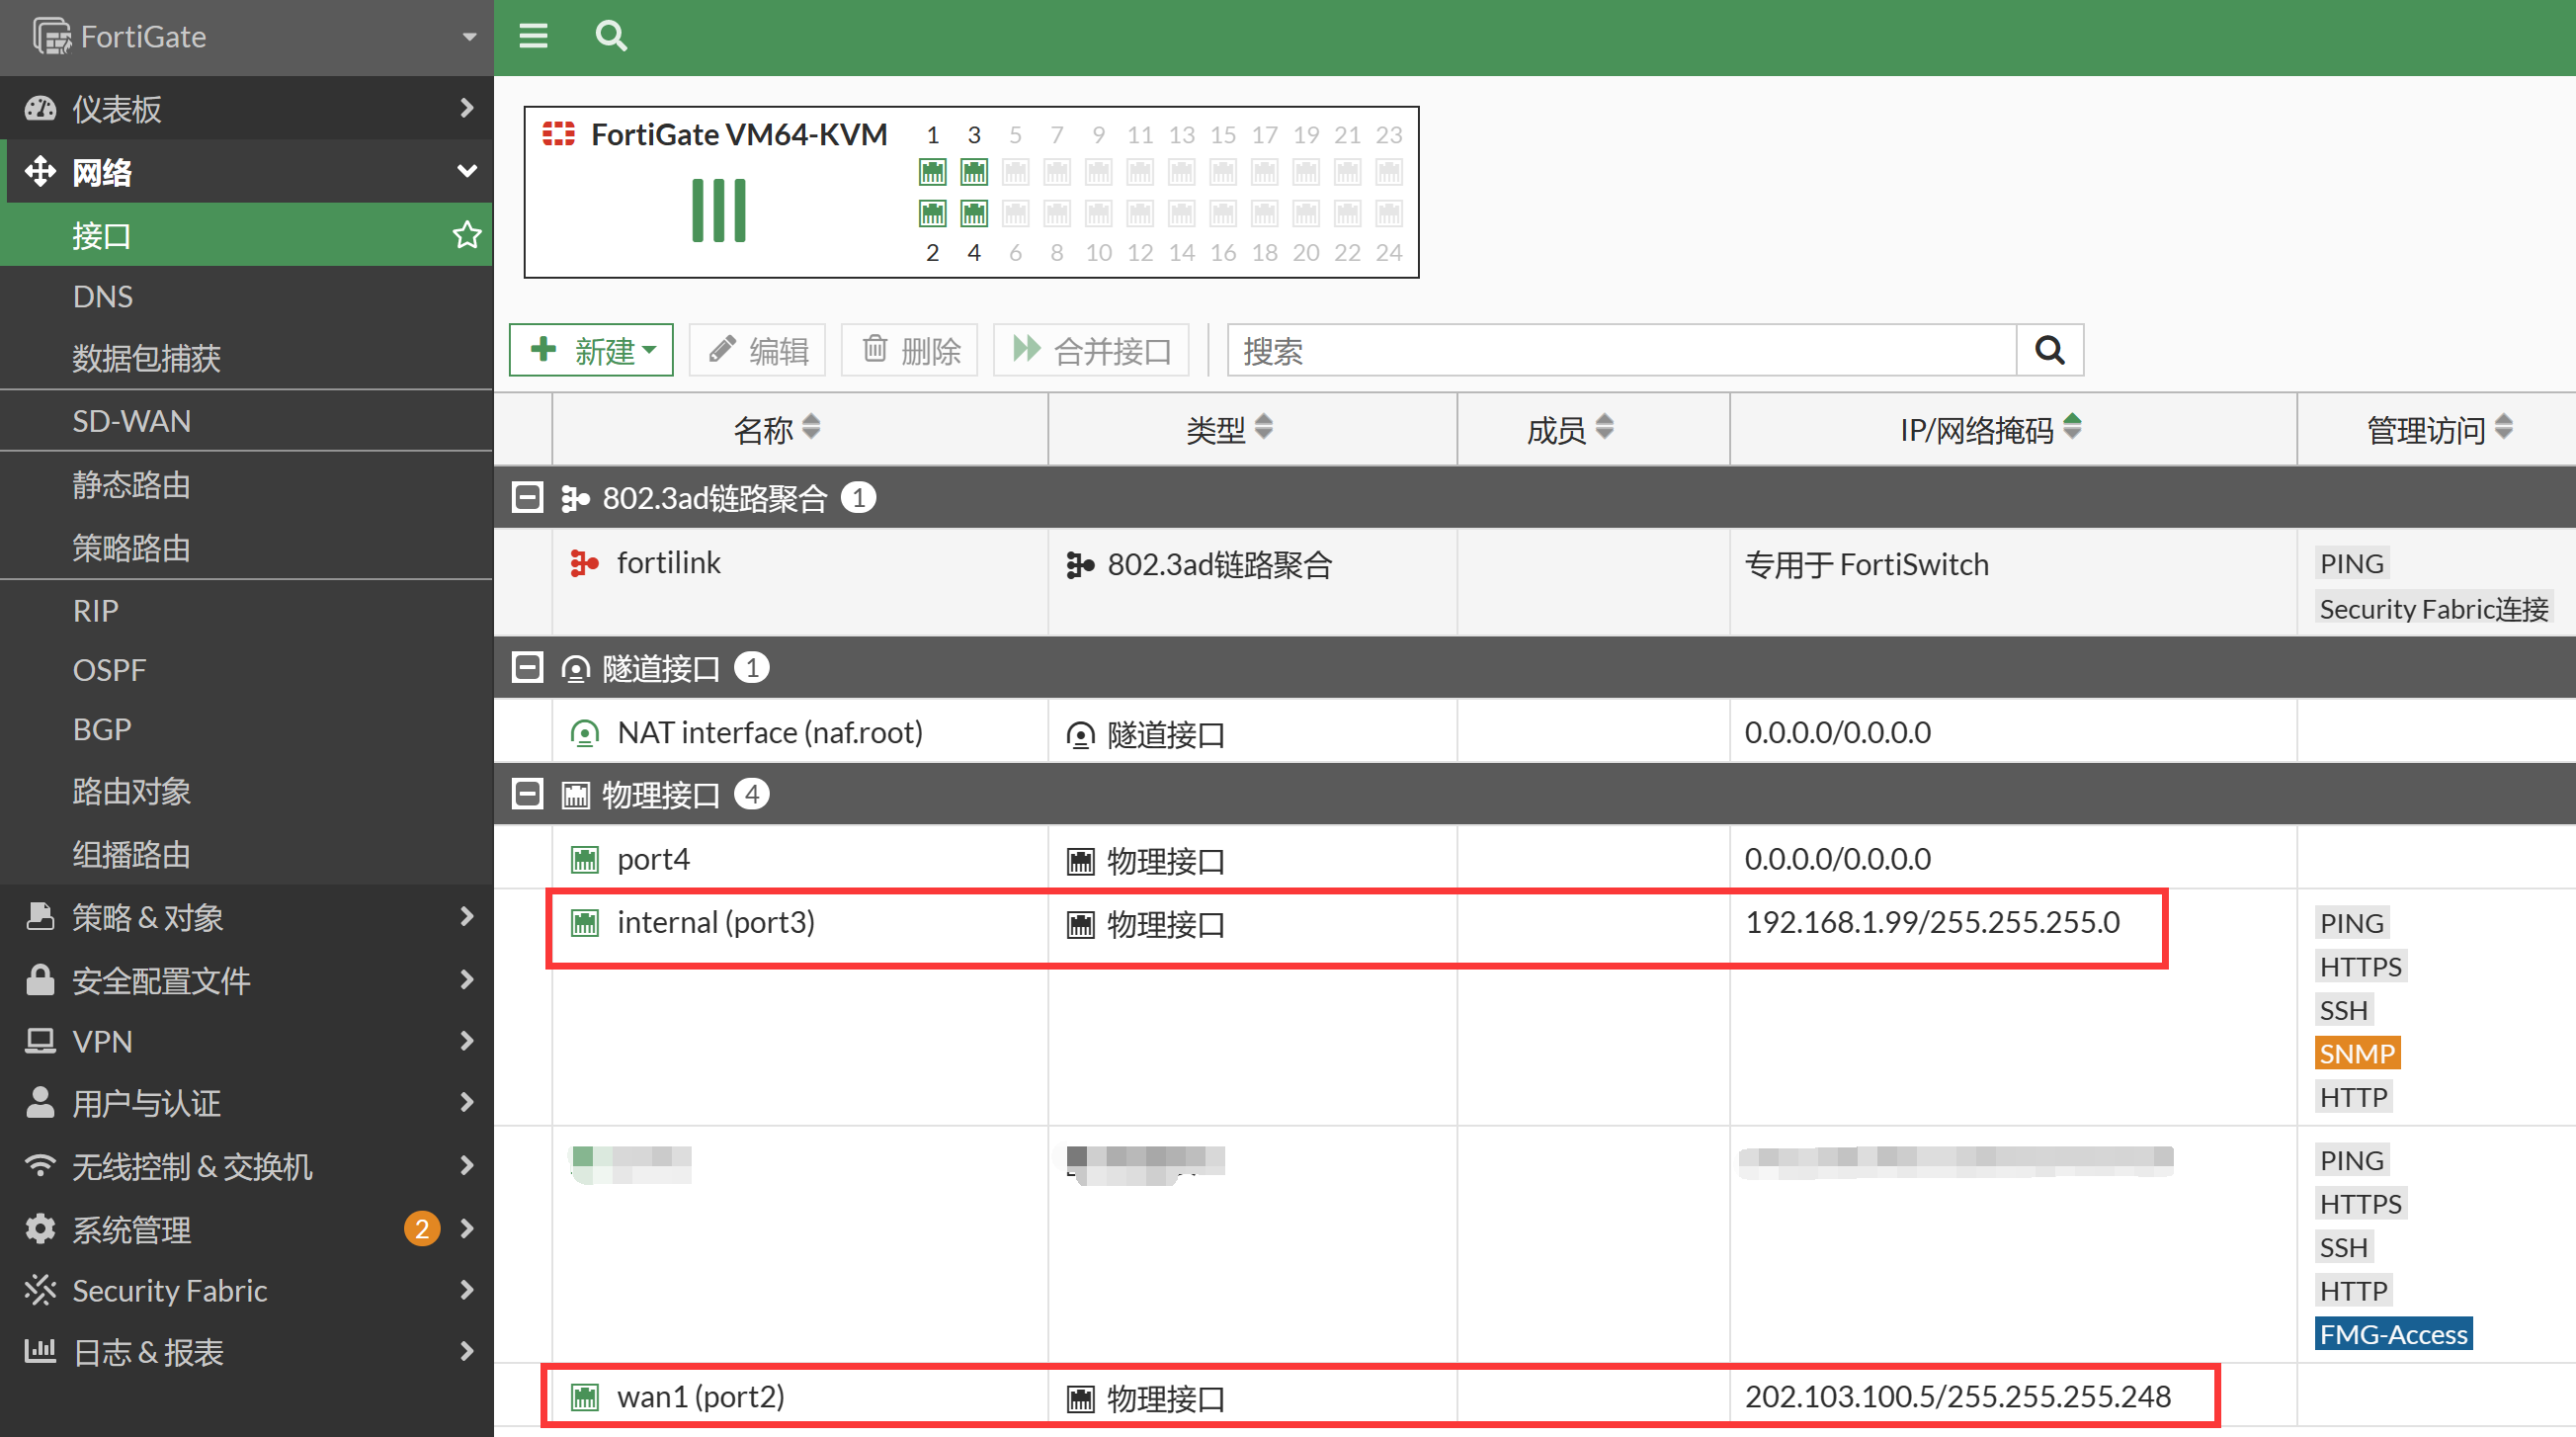 FortiGate
仪表板
网络
接口
DNS
数据包捕获
SD-WAN
静态路由
策略路由
RIP
OSPF
BGP
路由对象
组播路由
策略 & 对象
安全配置文件
VPN
用户与认证
无线控制 & 交换机
系统管理 2
Security Fabric
日志 & 报表
FortiGate VM64-KVM
1 3 5 7 9 11 13 15 17 19 21 23
2 4 6 8 10 12 14 16 18 20 22 24
新建 编辑 删除 合并接口 搜索
名称 类型 成员 IP/网络掩码 管理访问
802.3ad链路聚合 1
fortilink 802.3ad链路聚合 专用于 FortiSwitch PING
Security Fabric连接
隧道接口 1
NAT interface (naf.root) 隧道接口 0.0.0.0/0.0.0.0
物理接口 4
port4 物理接口 0.0.0.0/0.0.0.0
internal (port3) 物理接口 192.168.1.99/255.255.255.0 PING
HTTPS
SSH
SNMP
HTTP
PING
HTTPS
SSH
HTTP
FMG-Access
wan1 (port2) 物理接口 202.103.100.5/255.255.255.248